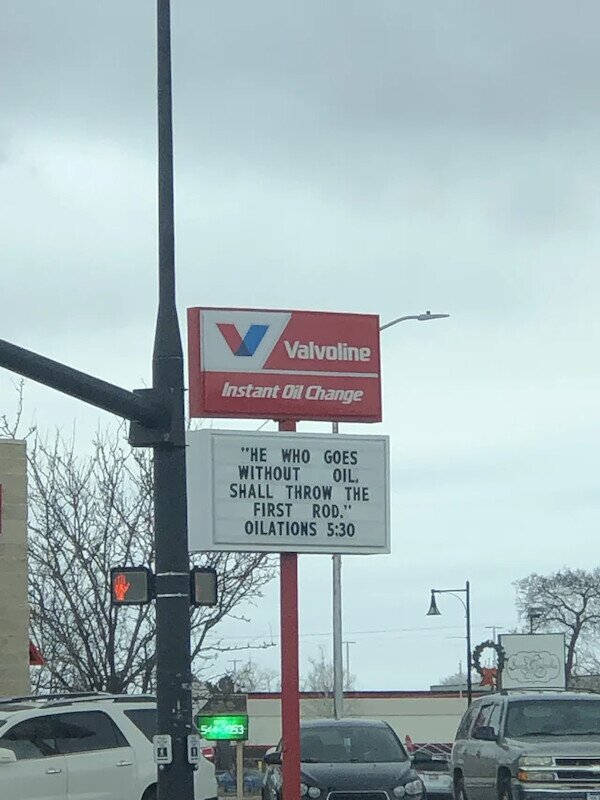 Valvoline
Instant Oil Change
"HE WHO GOES
WITHOUT OIL.
SHALL THROW THE
FIRST ROD."
OILATIONS 5:30